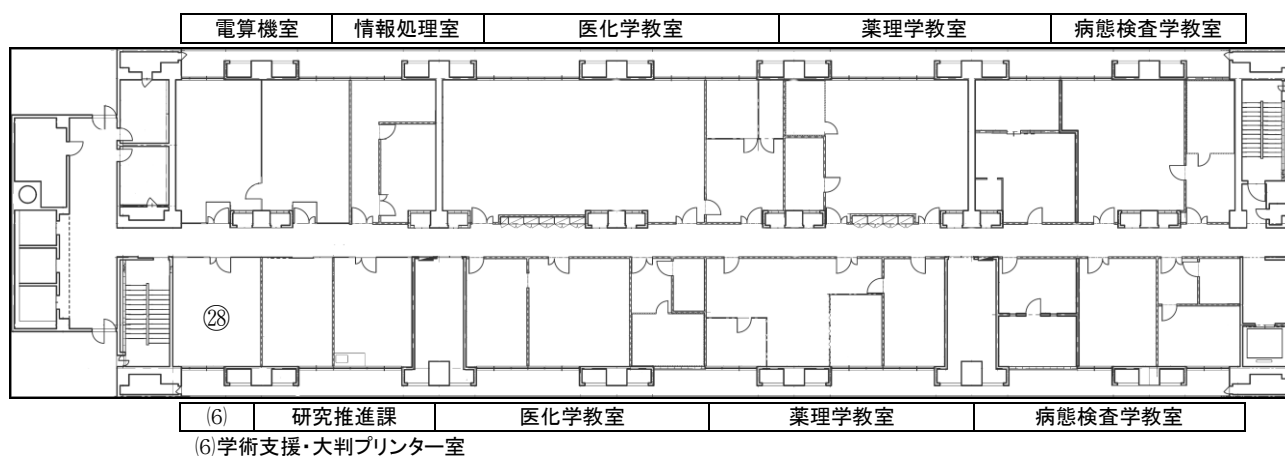 電算機室 情報処理室 医化学教室 薬理学教室 病態検査学教室
㉘
⑹ 研究推進課 医化学教室 薬理学教室 病態検査学教室
⑹学術支援・大判プリンター室